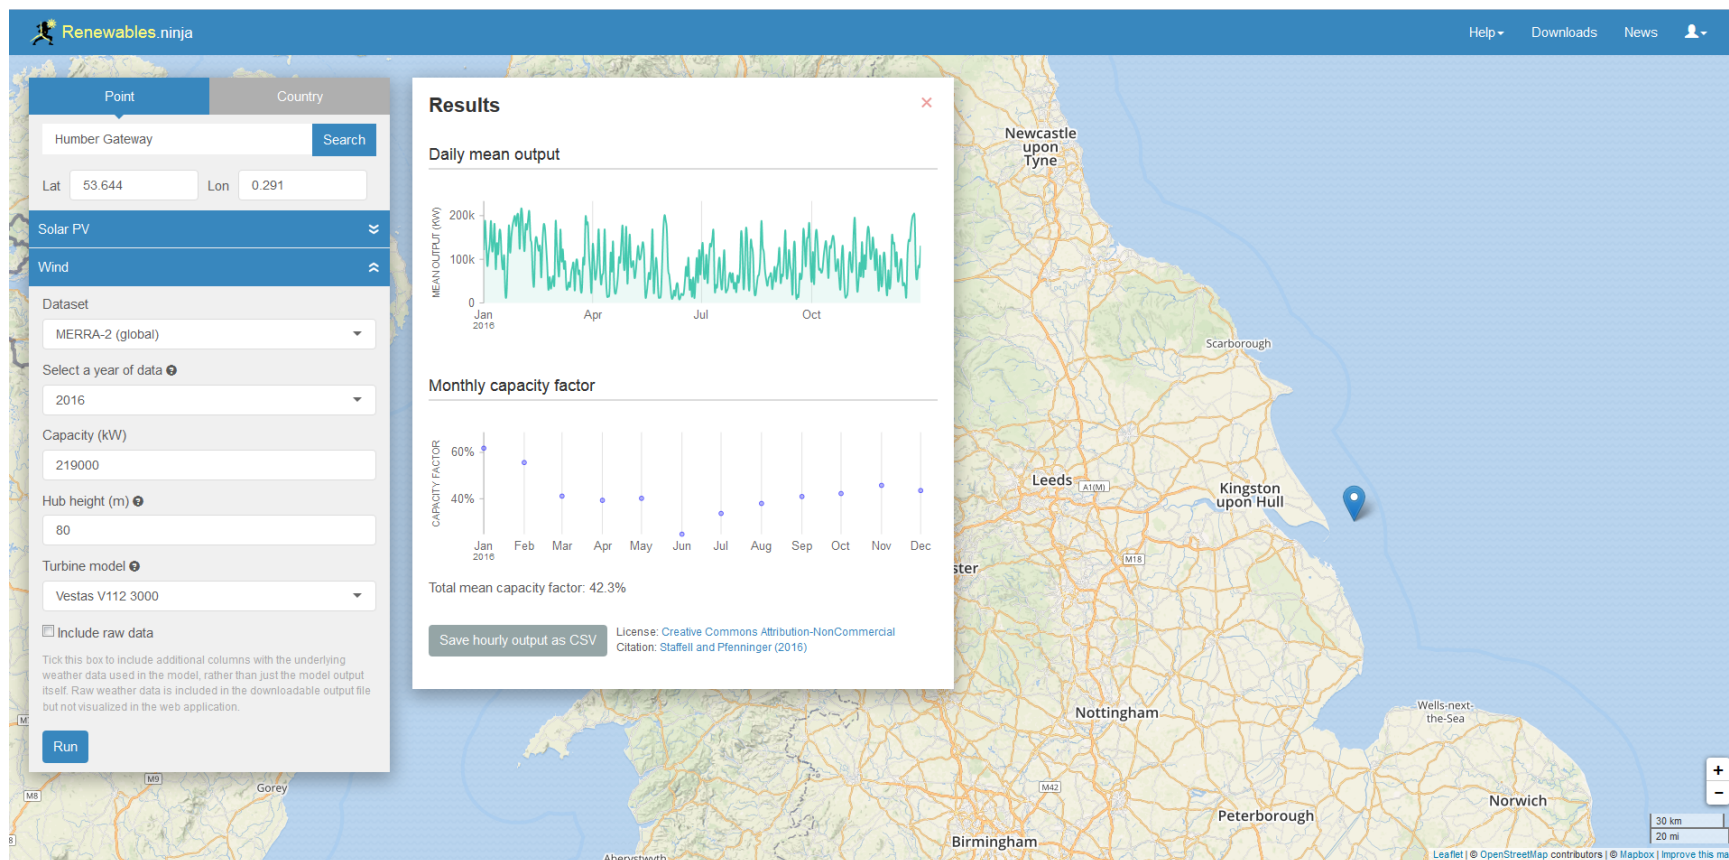 Renewables.ninja
Help
Downloads
News
Point
Country
Humber Gateway
Search
Lat
53.644
Lon
0.291
Solar PV
Wind
Dataset
MERRA-2 (global)
Select a year of data
2016
Capacity (kW)
219000
Hub height (m)
80
Turbine model
Vestas V112 3000
Include raw data
Tick this box to include additional columns with the underlying
weather data used in the model, rather than just the model output
itself. Raw weather data is included in the downloadable output file
but not visualized in the web application.
Run
Results
Daily mean output
MEAN OUTPUT (KW)
200k
100k
0
Jan
2016
Apr
Jul
Oct
Monthly capacity factor
CAPACITY FACTOR
60%
40%
Jan
2016
Feb
Mar
Apr
May
Jun
Jul
Aug
Sep
Oct
Nov
Dec
Total mean capacity factor: 42.3%
Save hourly output as CSV
License: Creative Commons Attribution-NonCommercial
Citation: Staffell and Pfenninger (2016)
Newcastle
upon
Tyne
Scarborough
Leeds
A1(M)
Kingston
upon Hull
M18
ster
Nottingham
Wells-next-
the-Sea
M42
Norwich
Peterborough
Birmingham
Aberystwyth
Gorey
M9
M8
+
−
30 km
20 mi
Leaflet | © OpenStreetMap contributors | © Mapbox | Improve this ma